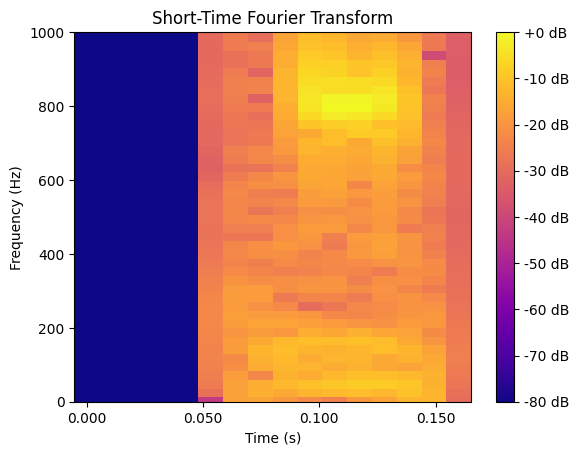 Short-Time Fourier Transform
1000
800
600
400
200
0
Frequency (Hz)
0.000
0.050
0.100
0.150
Time (s)
+0 dB
-10 dB
-20 dB
-30 dB
-40 dB
-50 dB
-60 dB
-70 dB
-80 dB